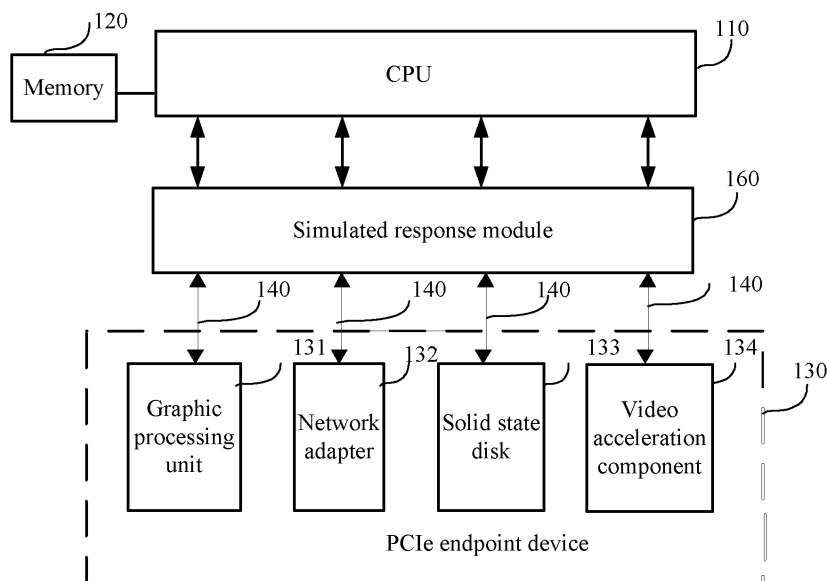 120
110
CPU
Memory
160
Simulated response module
140
140
140
140
131
132
133
134
130
Graphic
processing
unit
Network
adapter
Solid state
disk
Video
acceleration
component
PCIe endpoint device